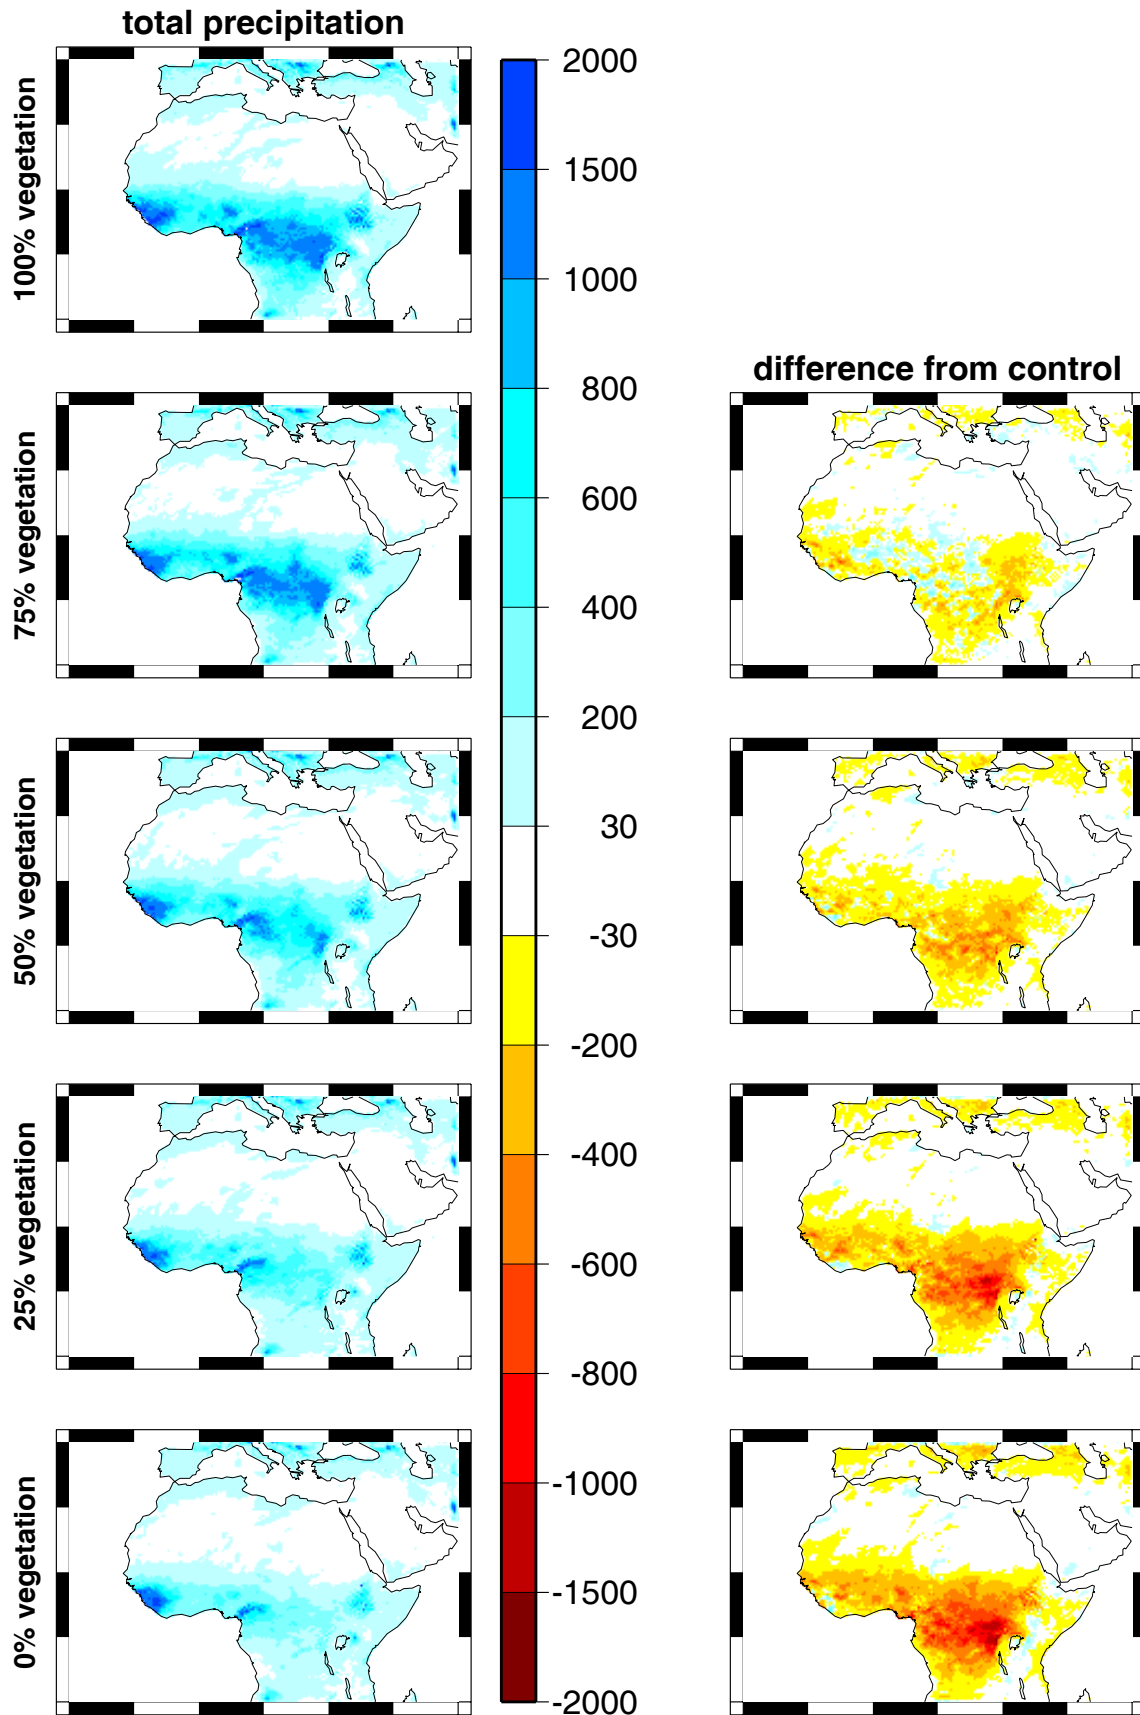 total precipitation
100% vegetation
2000
1500
1000
800
600
400
200
30
-30
-200
-400
-600
-800
-1000
-1500
-2000
difference from control
75% vegetation
50% vegetation
25% vegetation
0% vegetation